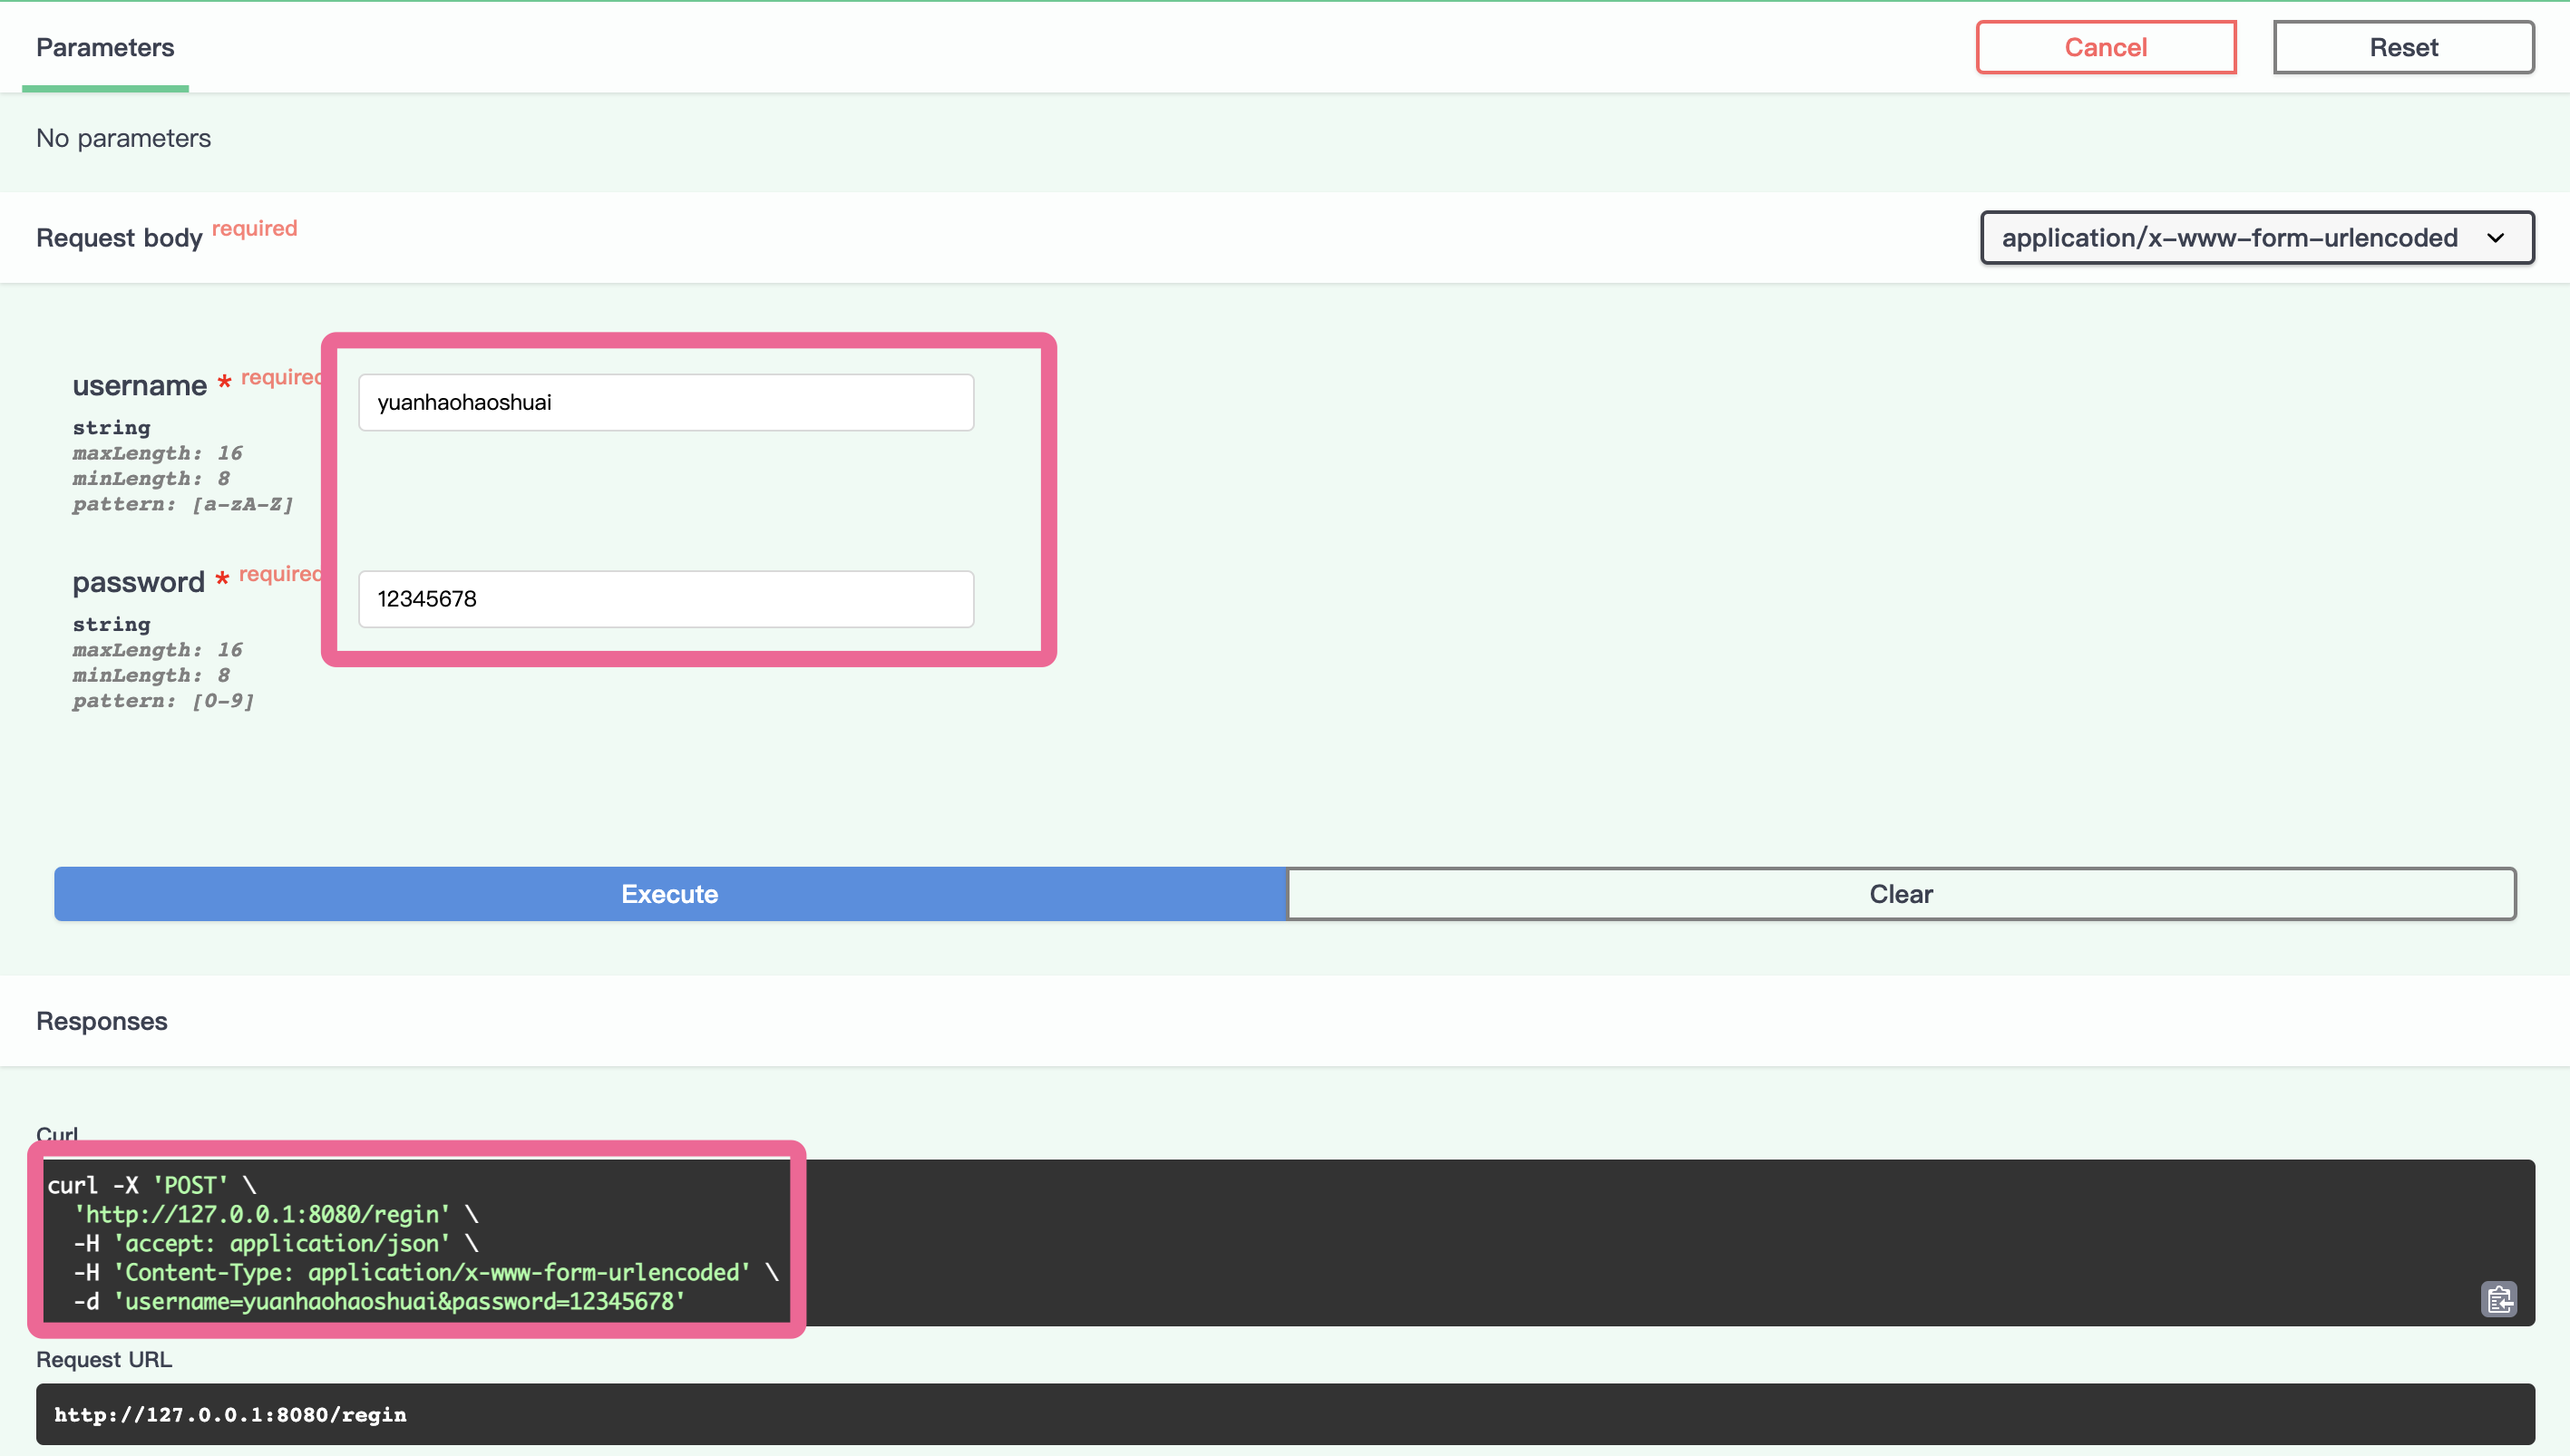 Parameters
Cancel
Reset
No parameters
Request body required
application/x-www-form-urlencoded
username * required
yuanhaohaoshuai
string
maxLength: 16
minLength: 8
pattern: [a-zA-Z]
password * required
12345678
string
maxLength: 16
minLength: 8
pattern: [0-9]
Execute
Clear
Responses
Curl
curl -X 'POST' \
  'http://127.0.0.1:8080/regin' \
  -H 'accept: application/json' \
  -H 'Content-Type: application/x-www-form-urlencoded' \
  -d 'username=yuanhaohaoshuai&password=12345678'
Request URL
http://127.0.0.1:8080/regin